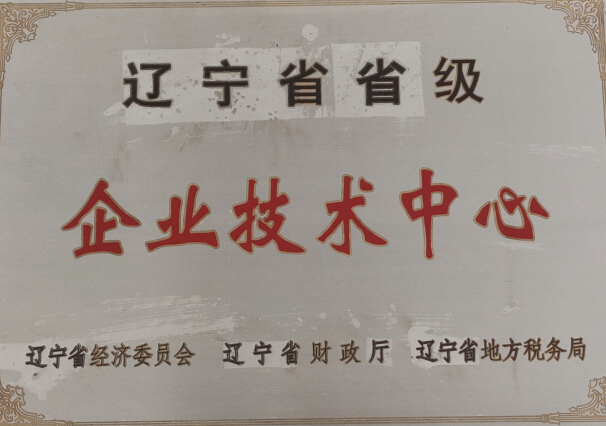 辽宁省省级
企业技术中心
辽宁省经济委员会 辽宁省财政厅 辽宁省地方税务局